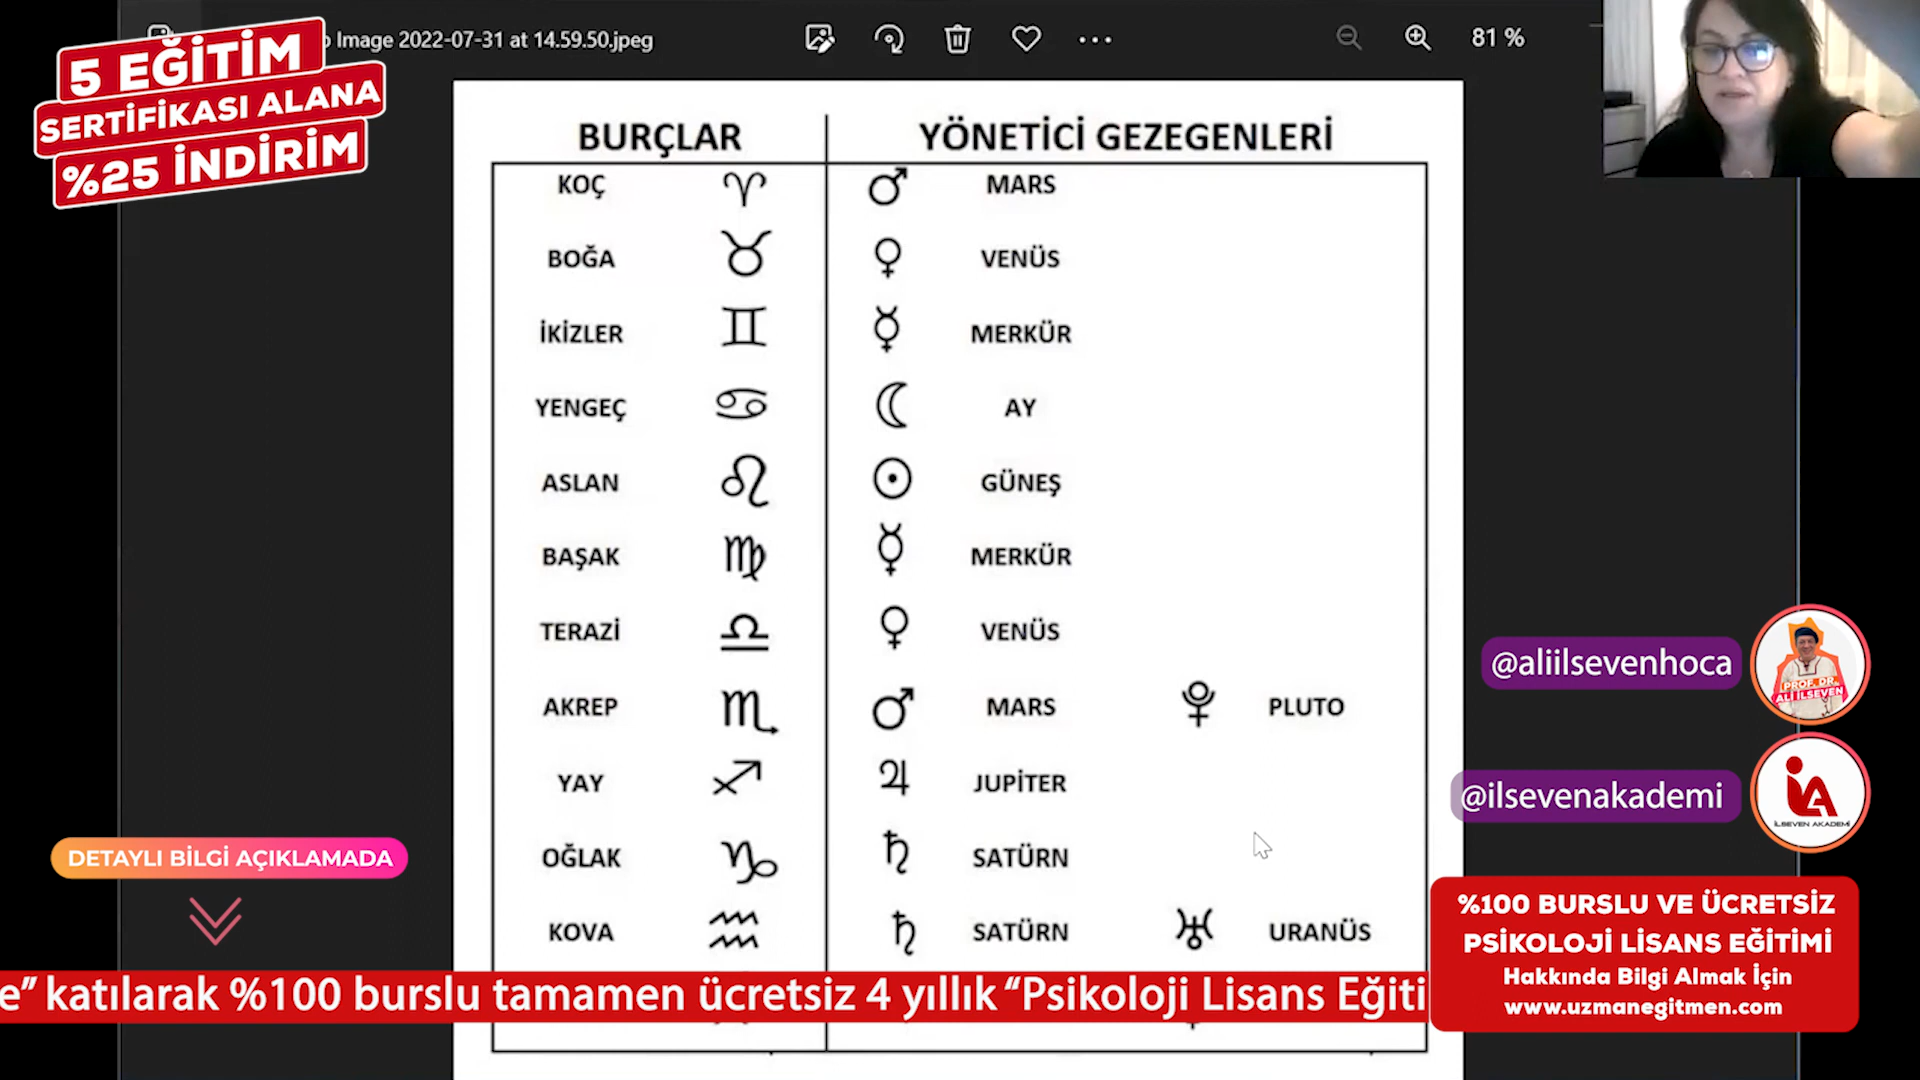 5 EĞİTİM
SERTİFİKASI ALANA
%25 İNDİRİM
Image 2022-07-31 at 14.59.50.jpeg
81 %
BURÇLAR YÖNETİCİ GEZEGENLERİ
KOÇ MARS
BOĞA VENÜS
İKİZLER MERKÜR
YENGEÇ AY
ASLAN GÜNEŞ
BAŞAK MERKÜR
TERAZİ VENÜS
AKREP MARS PLUTO
YAY JUPİTER
OĞLAK SATÜRN
KOVA SATÜRN URANÜS
@aliilsevenhoca
PROF. DR.
ALİ İLSEVEN
@ilsevenakademi
İLSEVEN AKADEMİ
DETAYLI BİLGİ AÇIKLAMADA
%100 BURSLU VE ÜCRETSİZ
PSİKOLOJİ LİSANS EĞİTİMİ
Hakkında Bilgi Almak İçin
www.uzmanegitmen.com
e” katılarak %100 burslu tamamen ücretsiz 4 yıllık “Psikoloji Lisans Eğiti